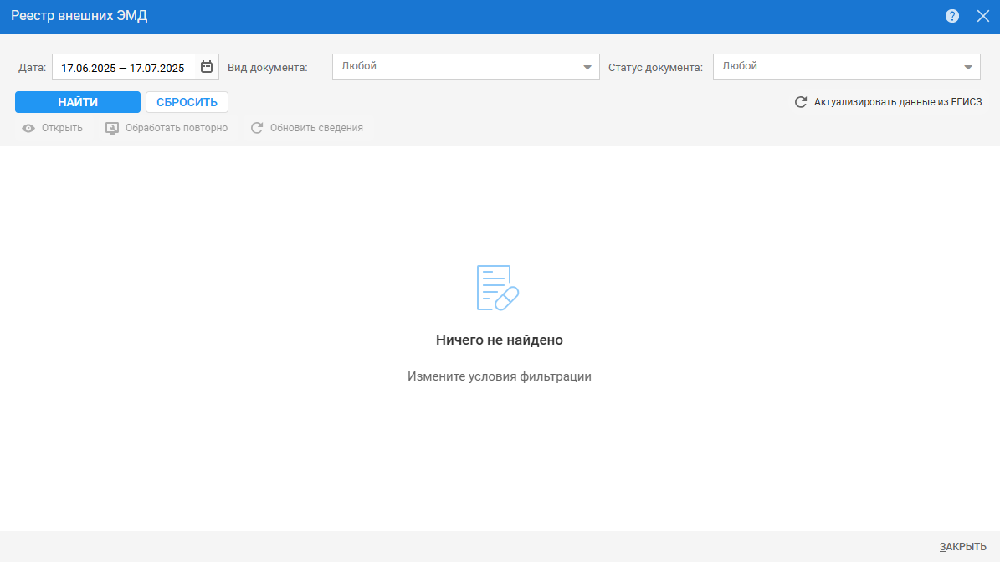 Реестр внешних ЭМД
Дата: 17.06.2025 — 17.07.2025 Вид документа: Любой Статус документа: Любой
НАЙТИ СБРОСИТЬ Актуализировать данные из ЕГИСЗ
Открыть Обработать повторно Обновить сведения
Ничего не найдено
Измените условия фильтрации
ЗАКРЫТЬ